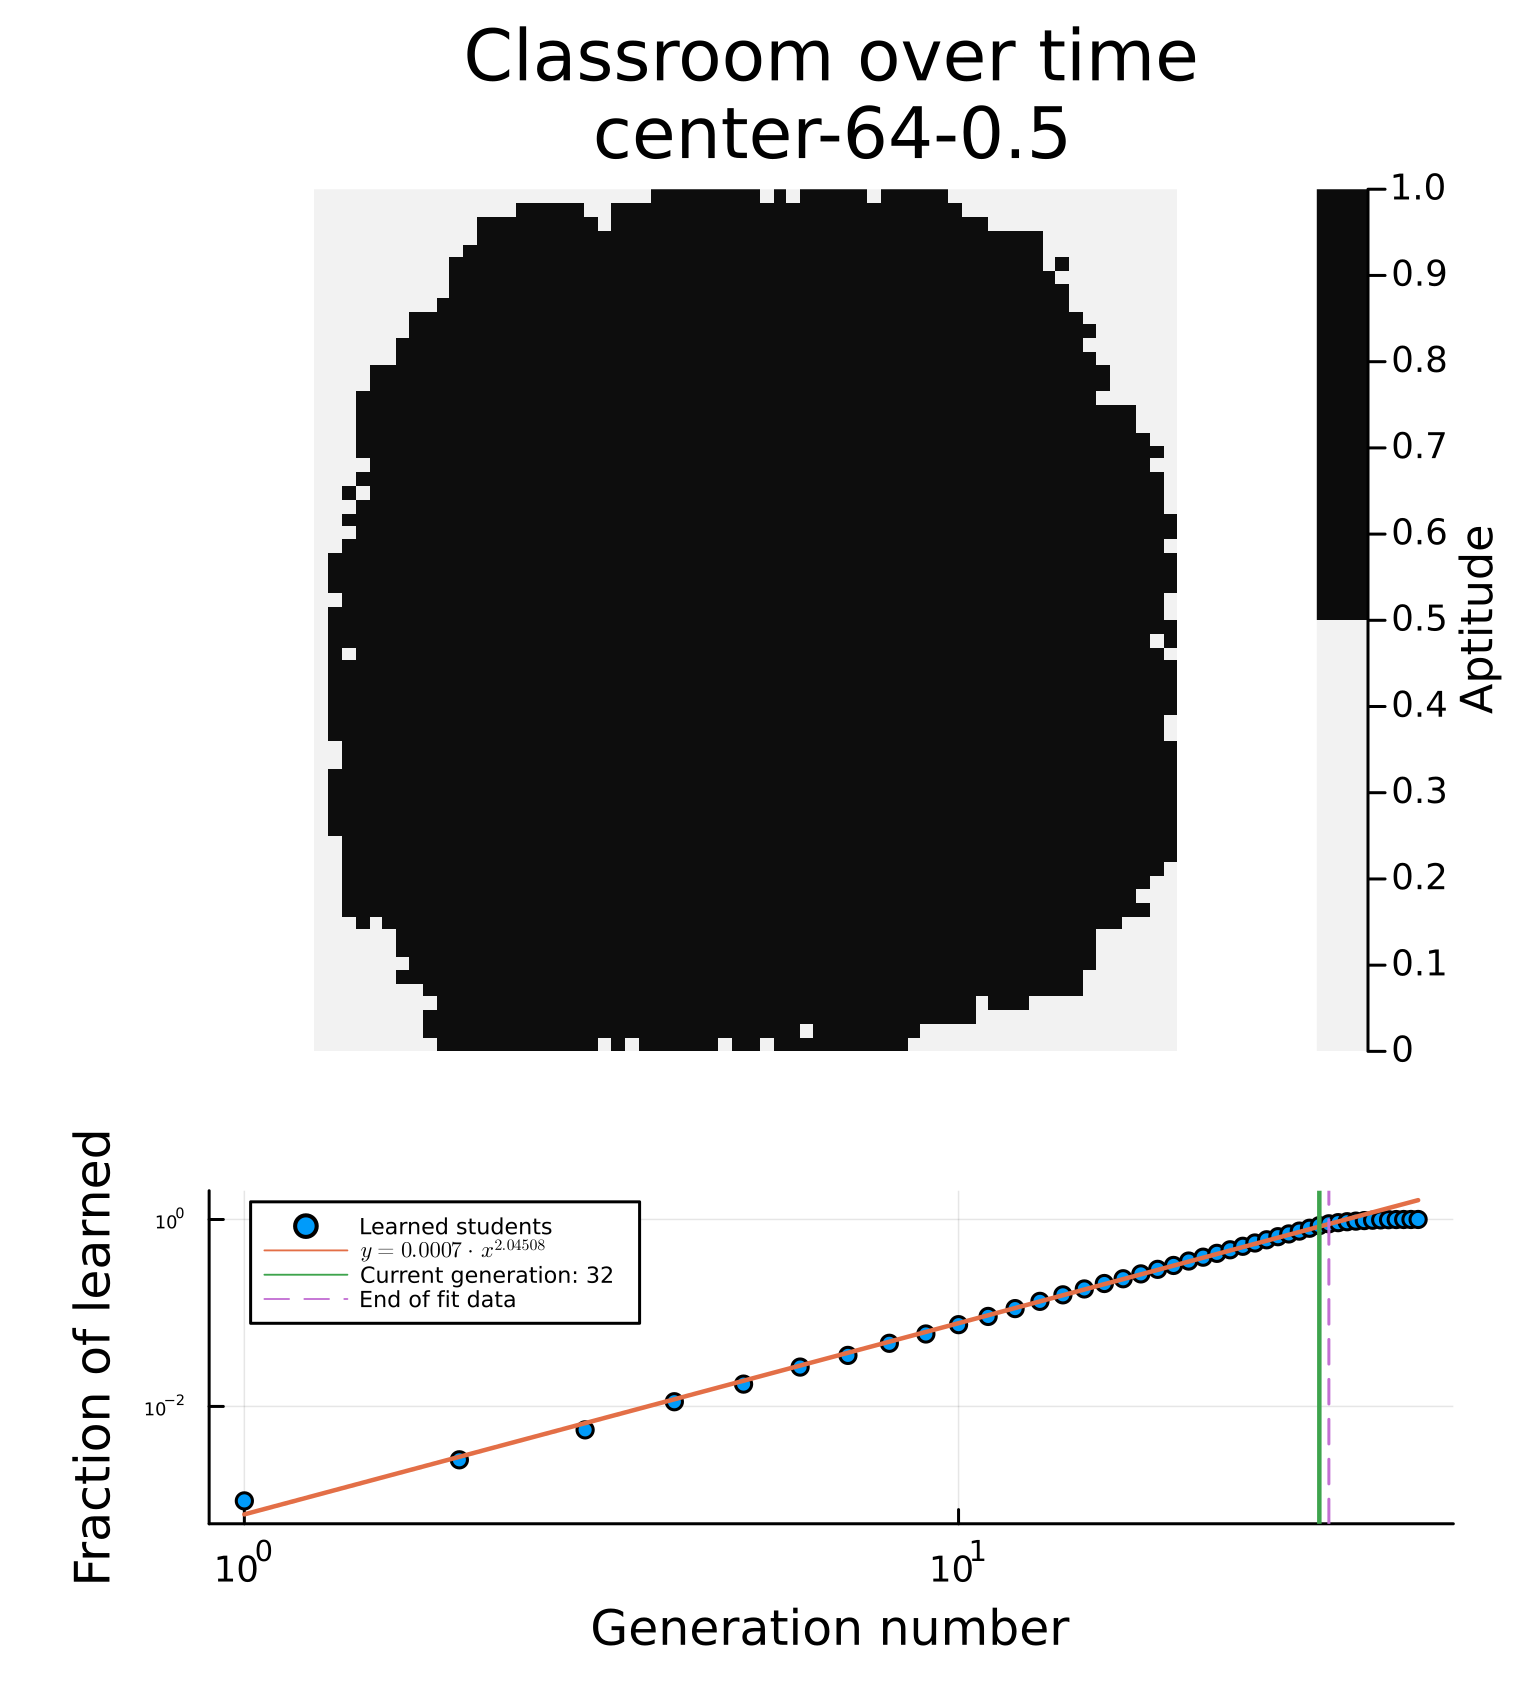 Classroom over time
center-64-0.5
1.0
0.9
0.8
0.7
0.6
0.5
0.4
0.3
0.2
0.1
0
Aptitude
Fraction of learned
10^0
10^-2
Learned students
y = 0.0007 · x^2.04508
Current generation: 32
End of fit data
10^0
10^1
Generation number